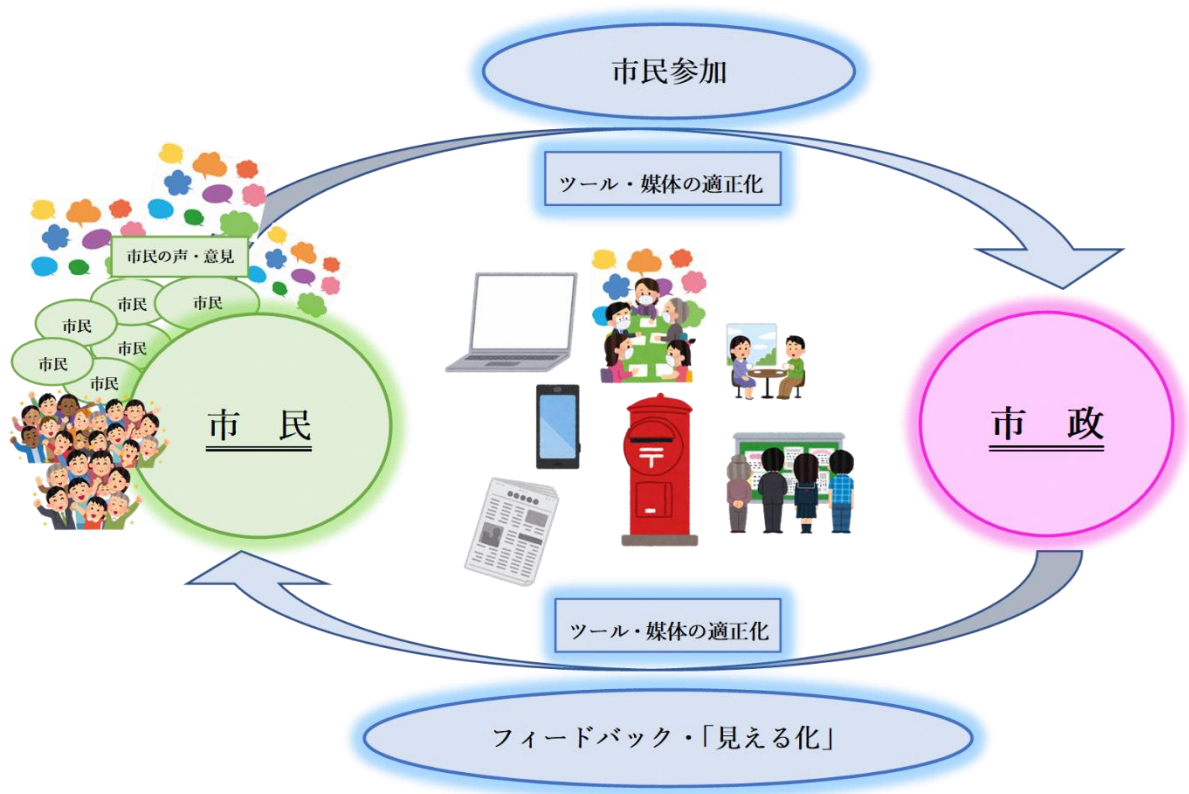 市民参加
ツール・媒体の適正化
市民の声・意見
市民
市民
市民
市民
市民
市民
市　民
〒
市　政
ツール・媒体の適正化
フィードバック・「見える化」